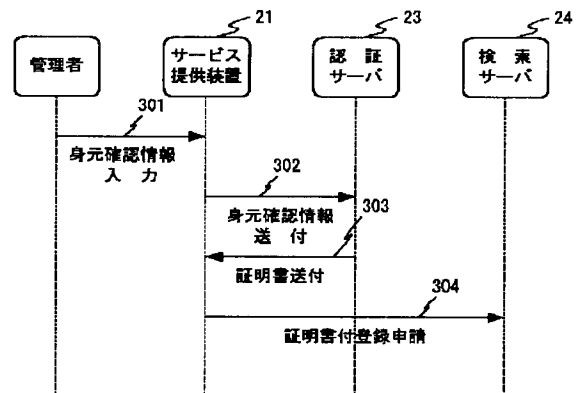 21
23
24
管理者
サービス
提供装置
認証
サーバ
検索
サーバ
301
身元確認情報
入力
302
身元確認情報
送付
303
証明書送付
304
証明書付登録申請